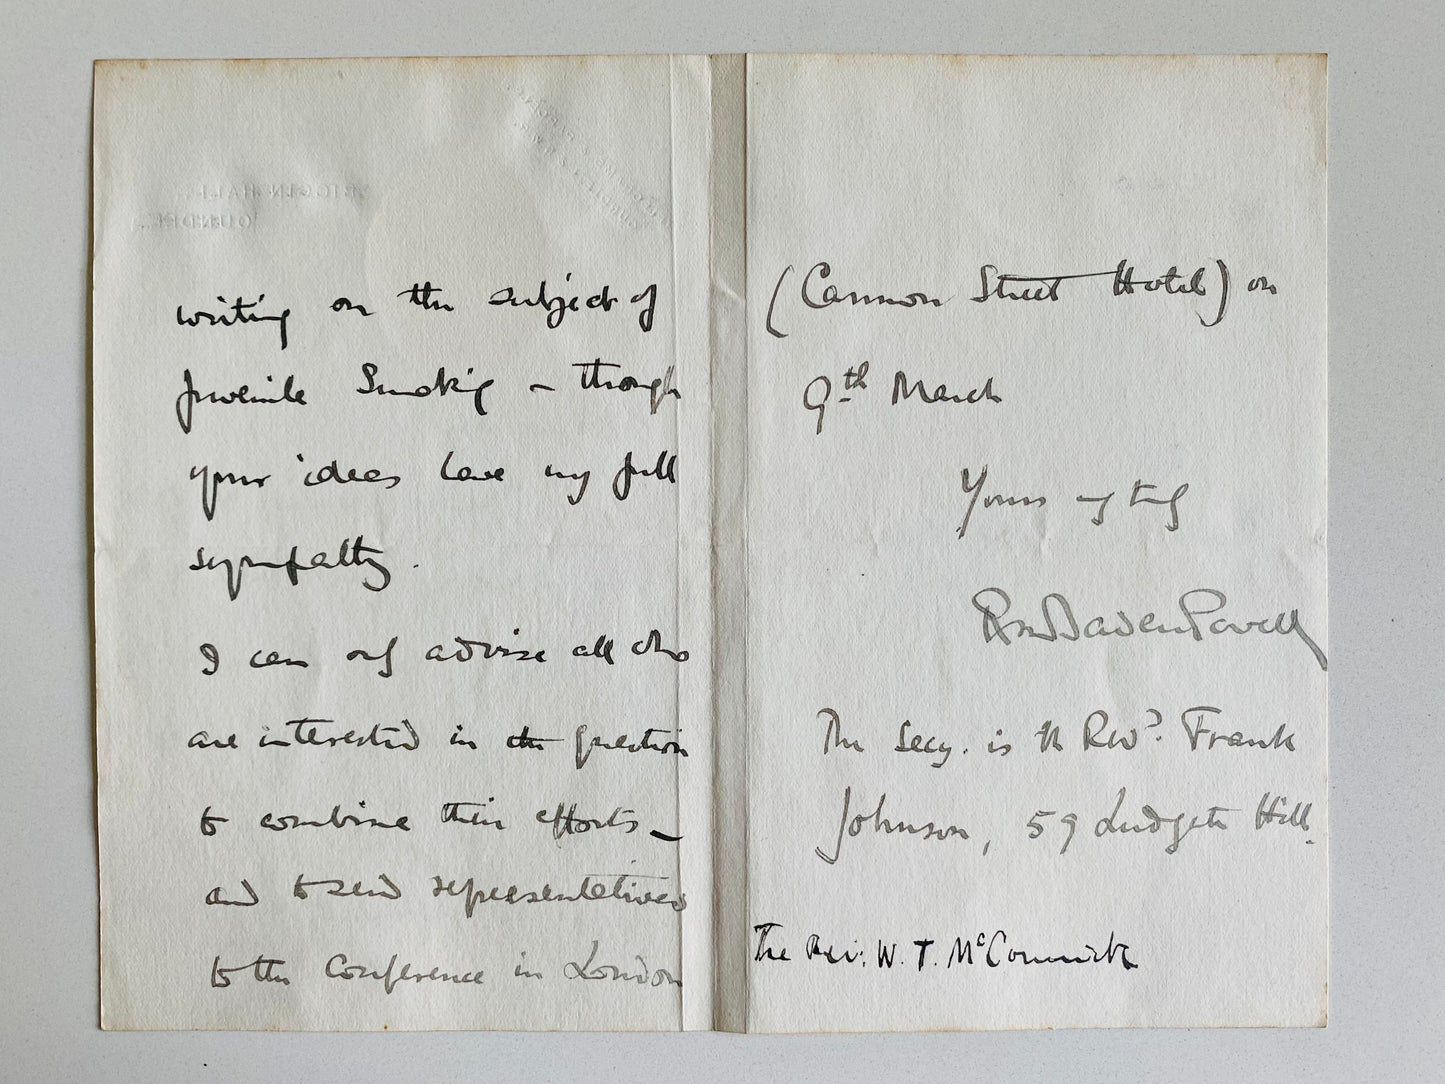 BIGGIN HALL
OUNDLE
writing on the subject of
Juvenile Smoking – though
your ideas have my full
sympathy.
I can only advise all who
are interested in the question
to combine their efforts –
and to send representatives
to the Conference in London
(Cannon Street Hotel) on
9th March
Yours truly
Baden Powell
The Secy. is the Revd. Frank
Johnson, 59 Ludgate Hill.
The Rev: W. T. McCormick